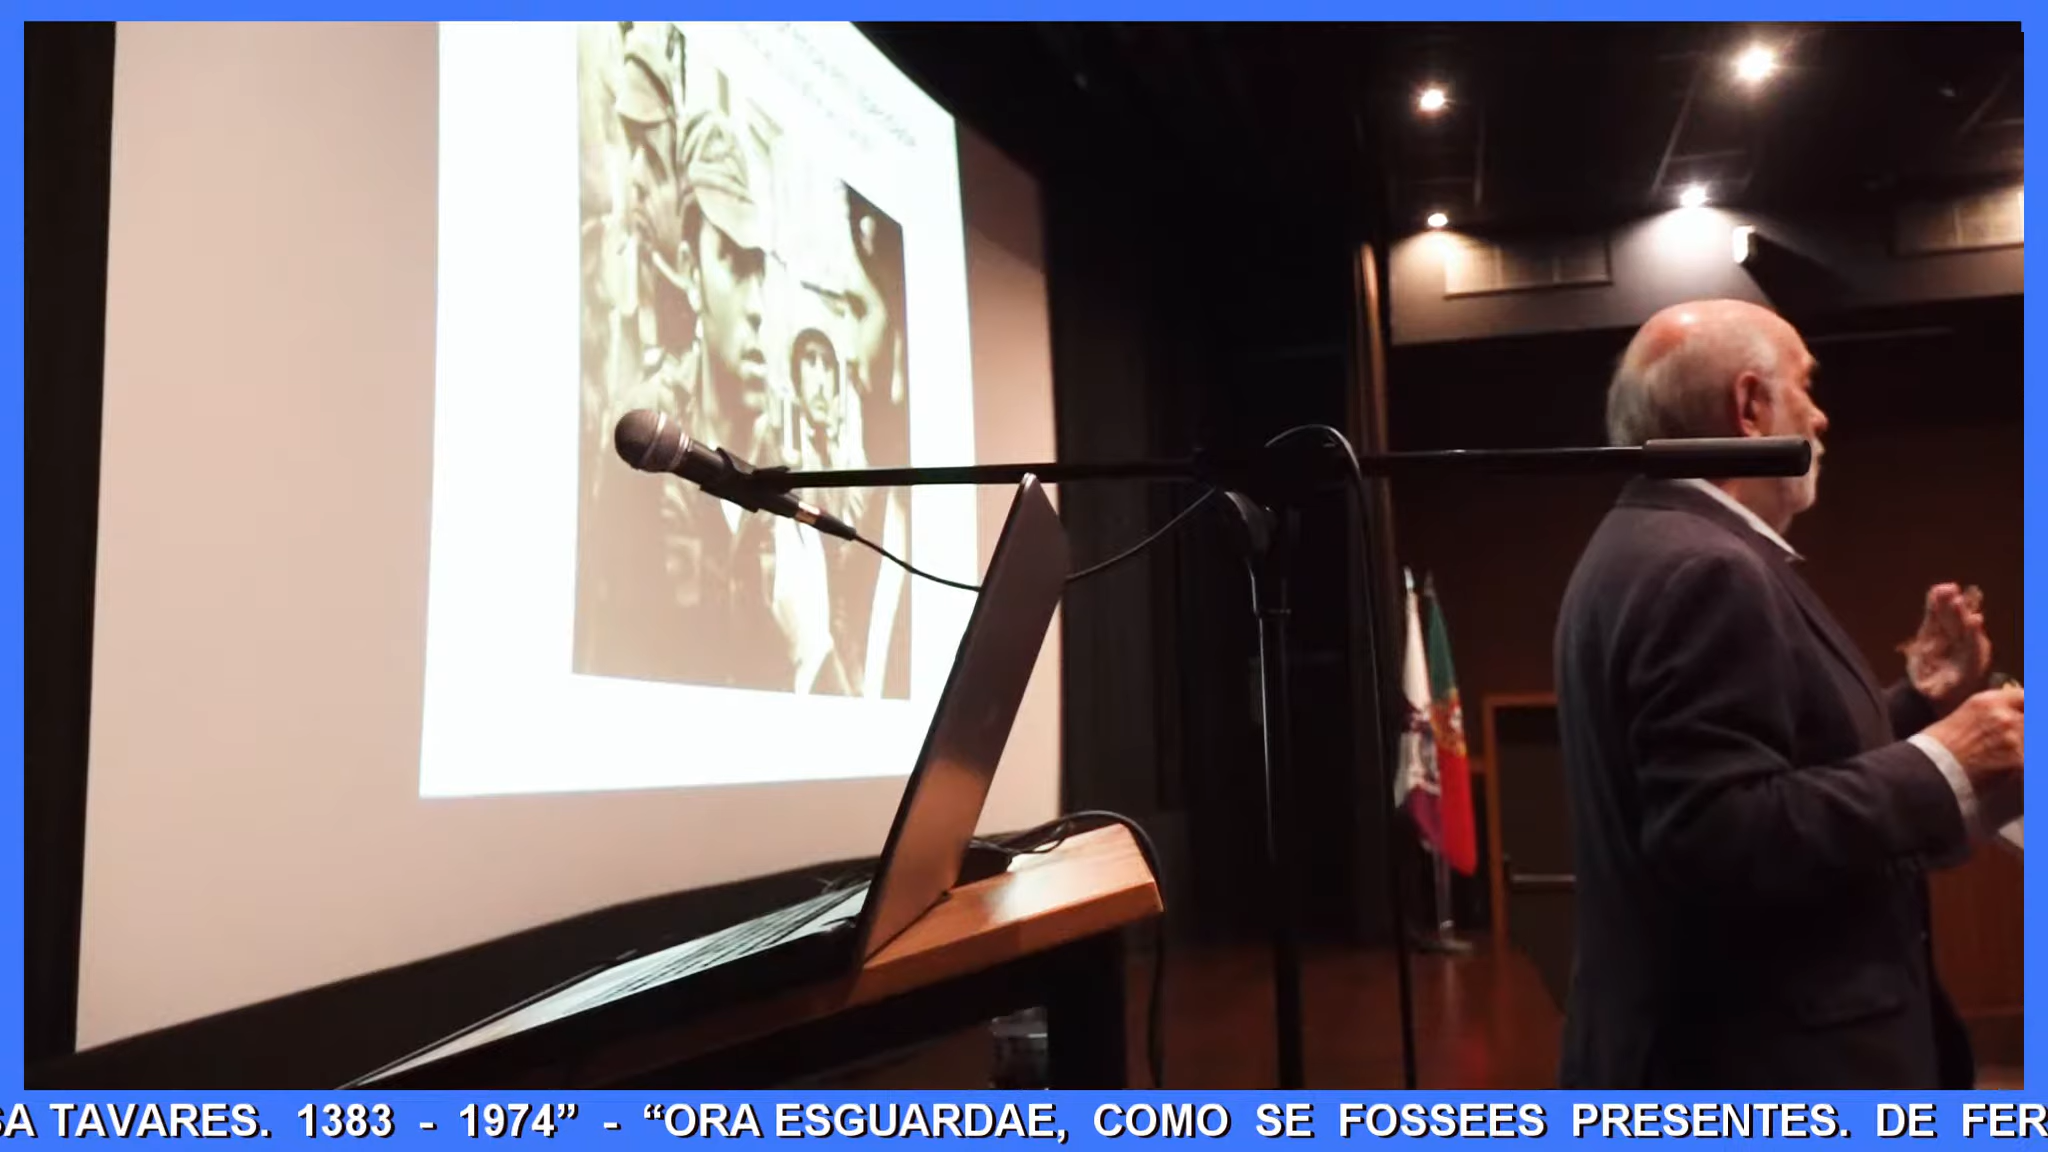 SA TAVARES. 1383 - 1974” - “ORA ESGUARDAE, COMO SE FOSSEES PRESENTES. DE FER